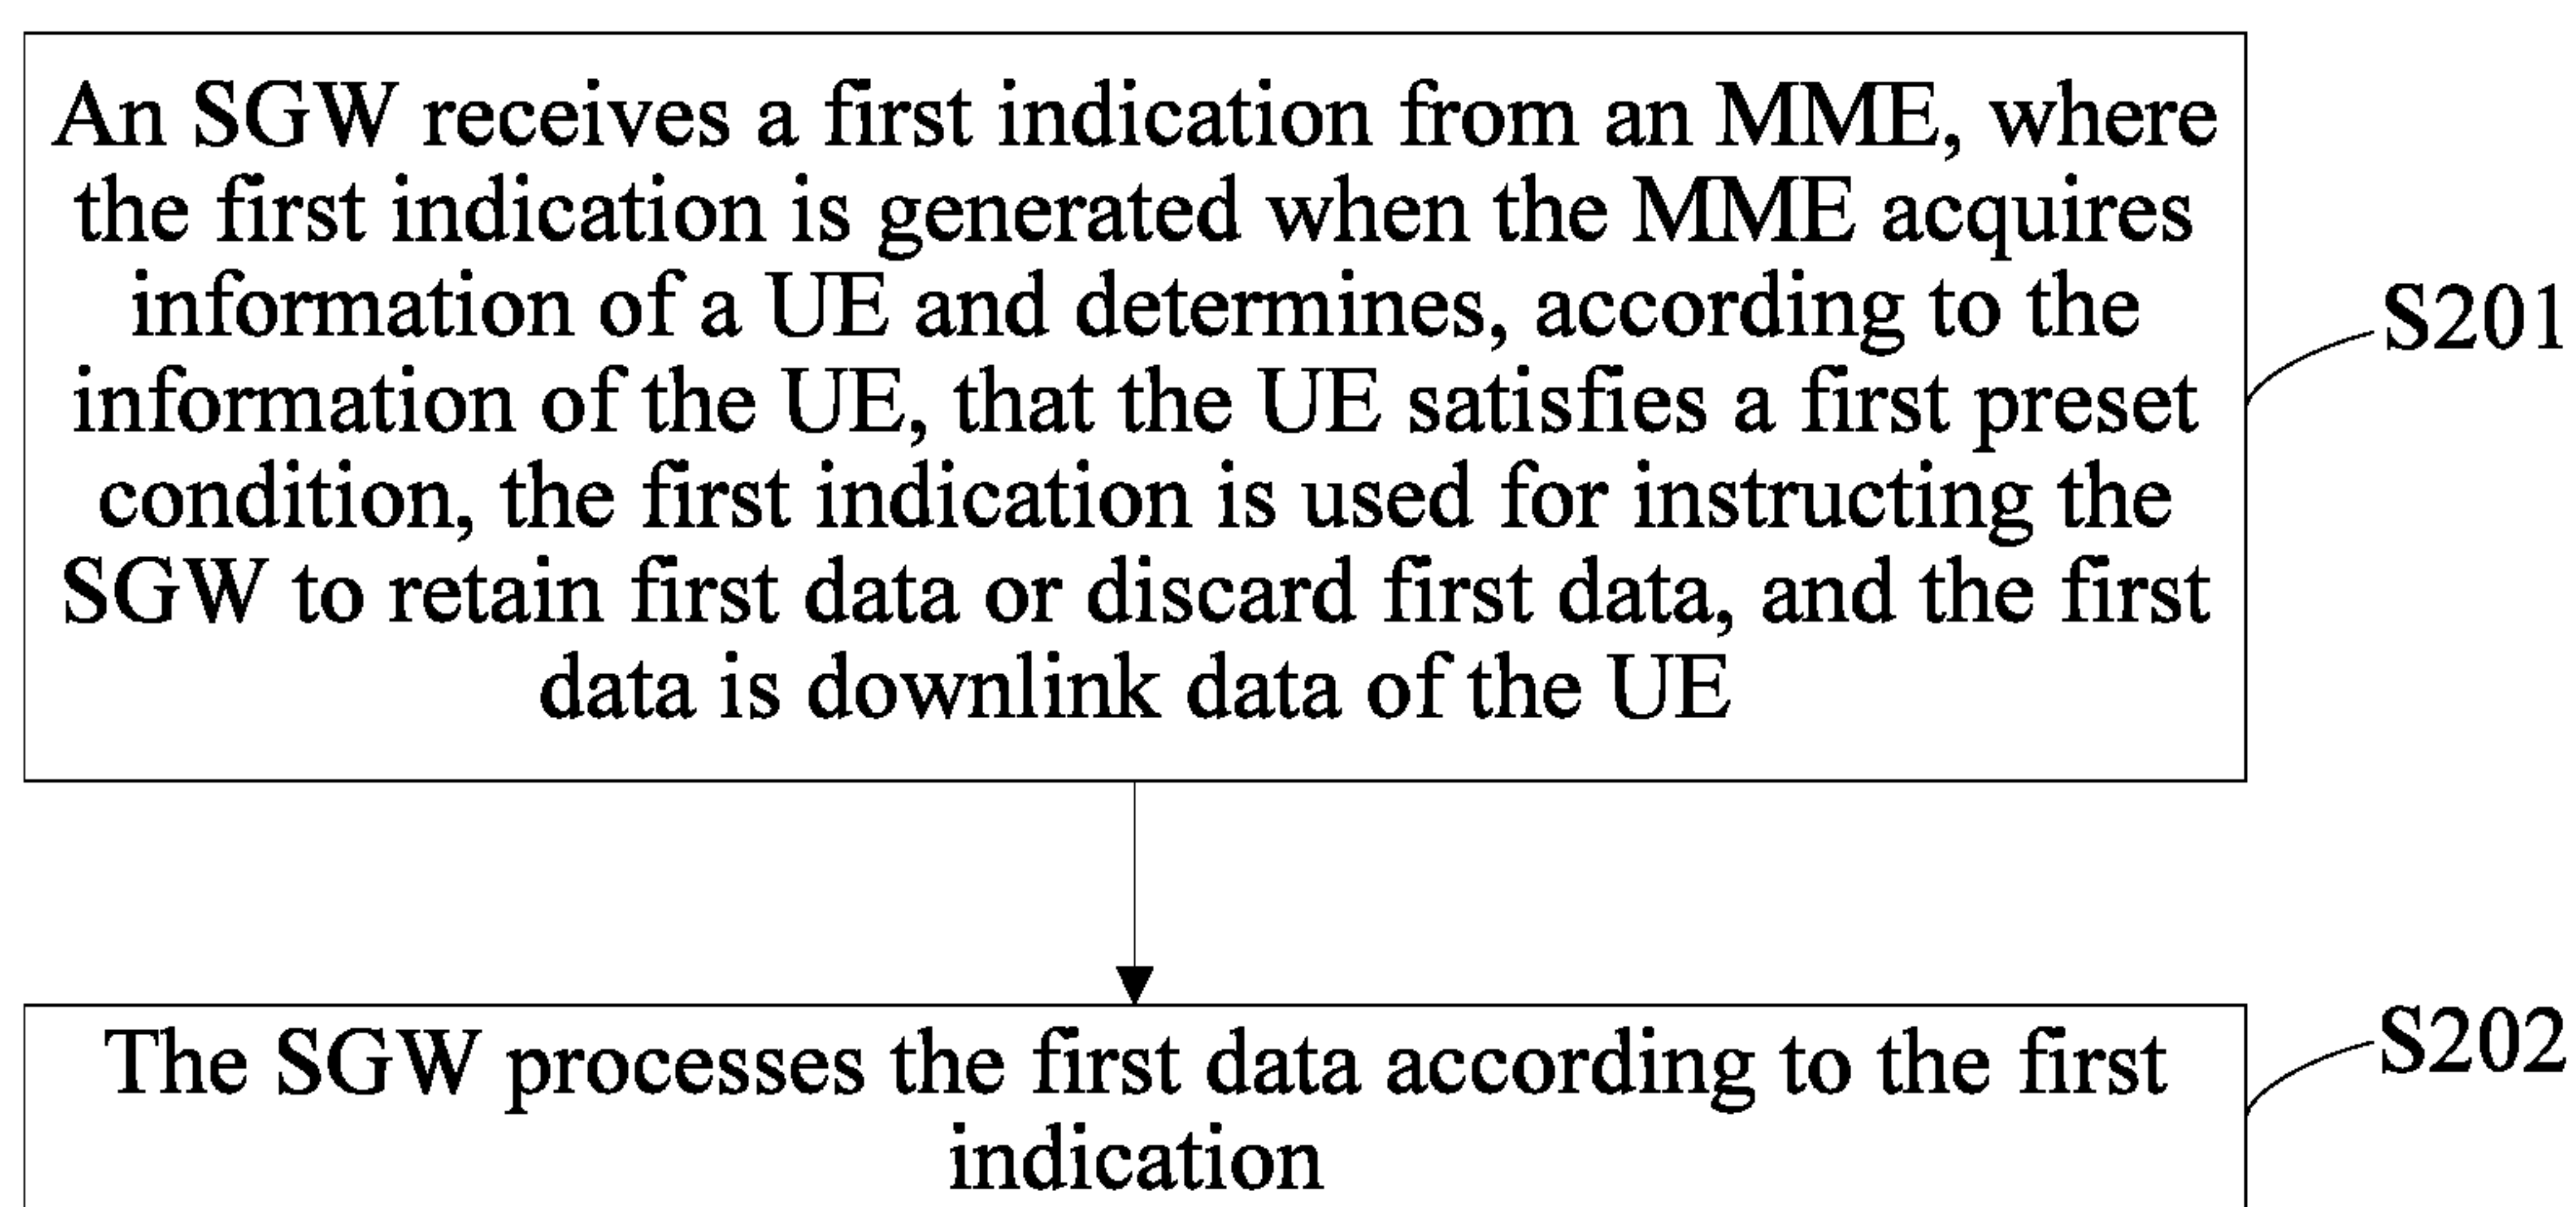 An SGW receives a first indication from an MME, where
the first indication is generated when the MME acquires
information of a UE and determines, according to the
information of the UE, that the UE satisfies a first preset
condition, the first indication is used for instructing the
SGW to retain first data or discard first data, and the first
data is downlink data of the UE
S201
The SGW processes the first data according to the first
indication
S202